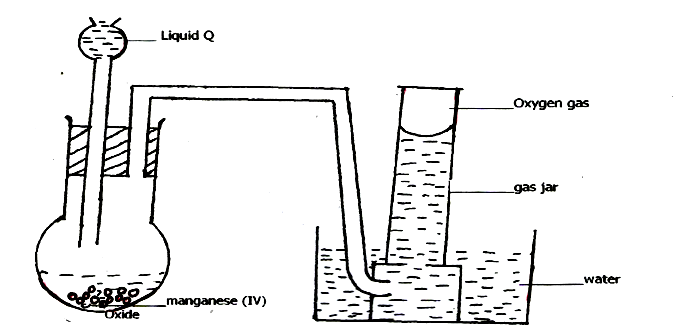 Liquid Q
Oxygen gas
gas jar
water
manganese (IV)
Oxide